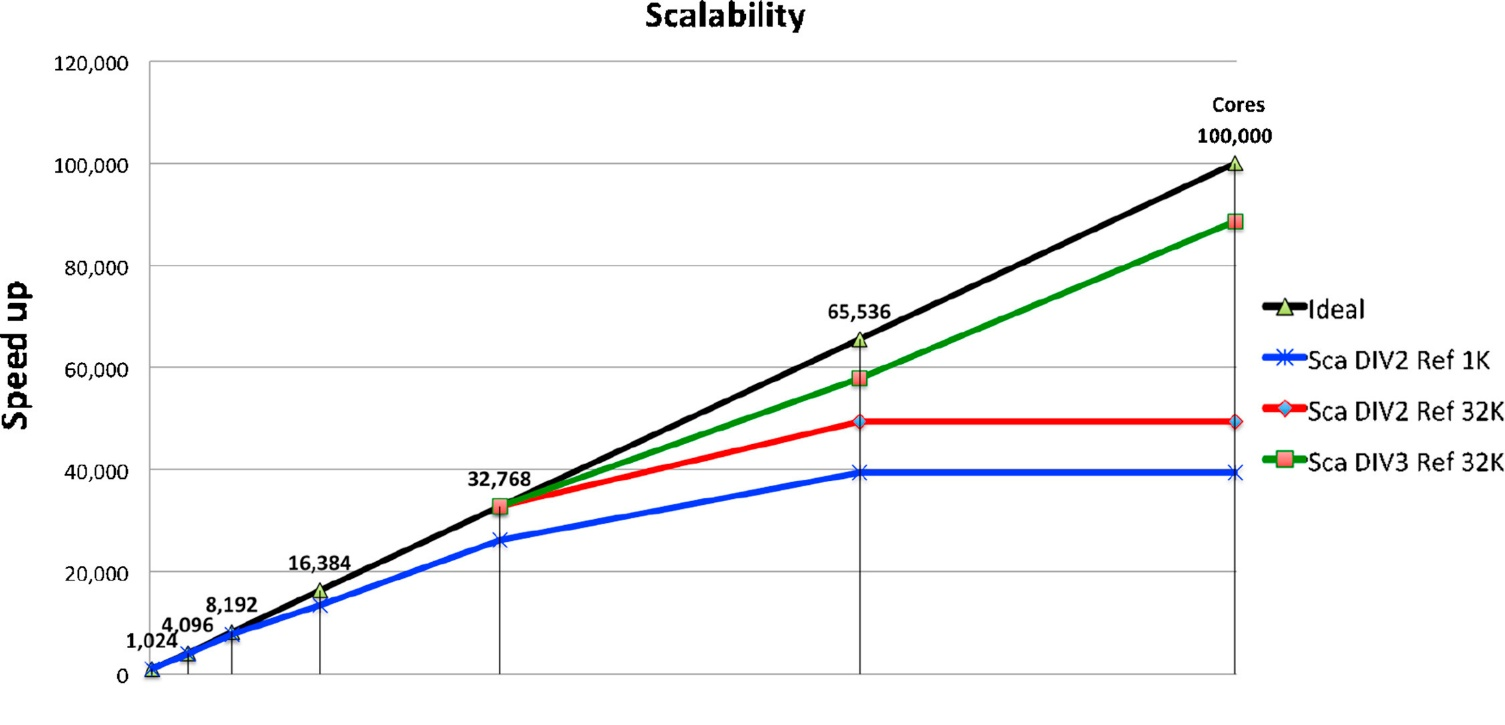 Scalability
120,000
100,000
80,000
60,000
40,000
20,000
0
Speed up
1,024
4,096
8,192
16,384
32,768
65,536
Cores
100,000
Ideal
Sca DIV2 Ref 1K
Sca DIV2 Ref 32K
Sca DIV3 Ref 32K